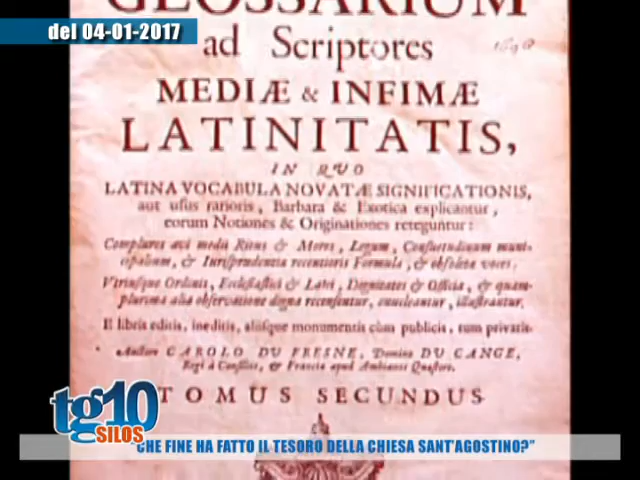 GLOSSARIUM
del 04-01-2017
ad Scriptores
MEDIÆ & INFIMÆ
LATINITATIS,
IN QUO
LATINA VOCABULA NOVATÆ SIGNIFICATIONIS,
aut usus rarioris, Barbara & Exotica explicantur,
eorum Notiones & Originationes reteguntur:
Complures ævi medii Ritus & Mores, Legum, Consuetudinum muni-
cipalium, & Jurisprudentiæ recentioris Formulæ, & obsoletæ voces;
Utriusque Ordinis, Ecclesiastici & Laici, Dignitates & Officia, & quam-
plurima alia observatione digna recensentur, enucleantur, illustrantur.
E libris editis, ineditis, aliisque monumentis cùm publicis, tum privatis.
Auctore CAROLO DU FRESNE, Domino DU CANGE,
Regi à Consiliis, & Franciæ apud Ambianos Quæstore.
TOMUS SECUNDUS
tg10
SILOS
"CHE FINE HA FATTO IL TESORO DELLA CHIESA SANT'AGOSTINO?"